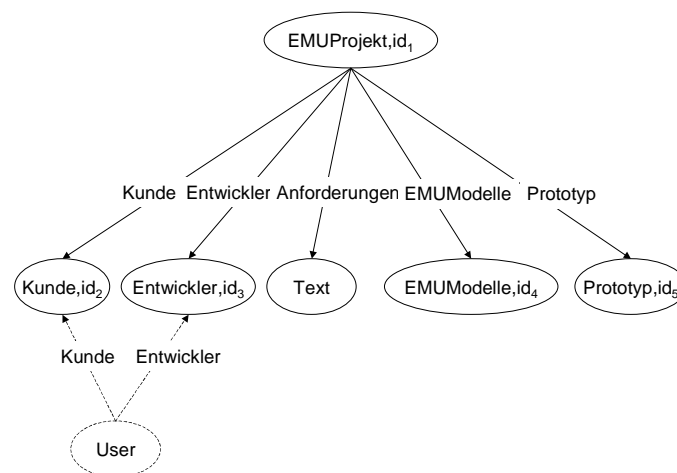 EMUProjekt,id₁
Kunde Entwickler Anforderungen EMUModelle Prototyp
Kunde,id₂ Entwickler,id₃ Text EMUModelle,id₄ Prototyp,id₅
Kunde Entwickler
User